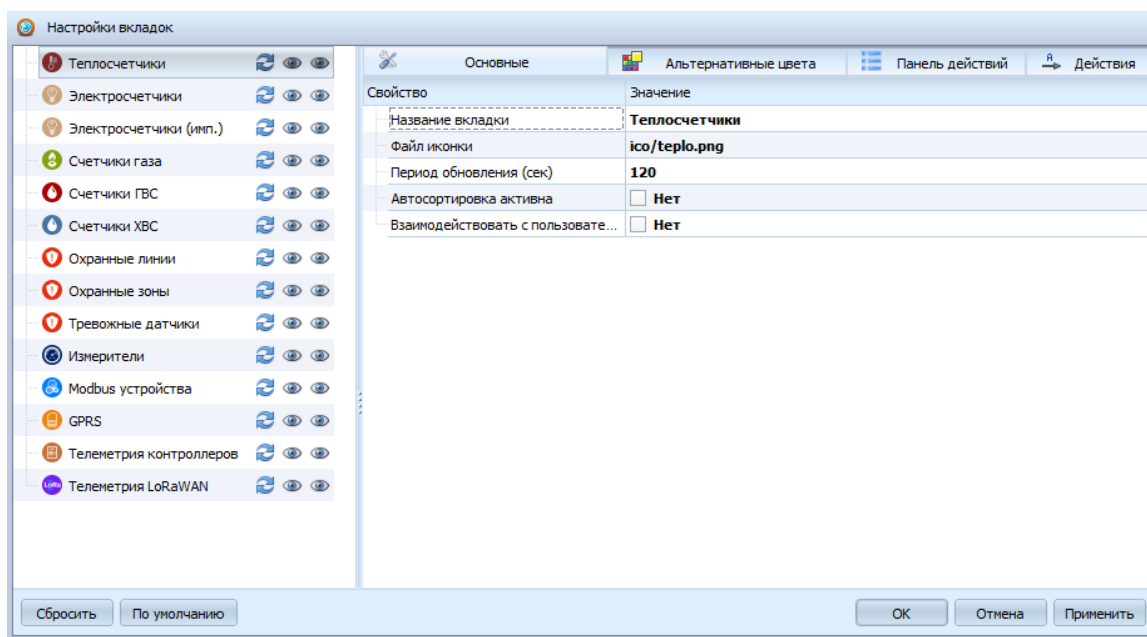 Настройки вкладок
Теплосчетчики
Электросчетчики
Электросчетчики (имп.)
Счетчики газа
Счетчики ГВС
Счетчики ХВС
Охранные линии
Охранные зоны
Тревожные датчики
Измерители
Modbus устройства
GPRS
Телеметрия контроллеров
LoRa Телеметрия LoRaWAN
Основные Альтернативные цвета Панель действий Действия
Свойство Значение
Название вкладки Теплосчетчики
Файл иконки ico/teplo.png
Период обновления (сек) 120
Автосортировка активна Нет
Взаимодействовать с пользовате... Нет
Сбросить По умолчанию OK Отмена Применить